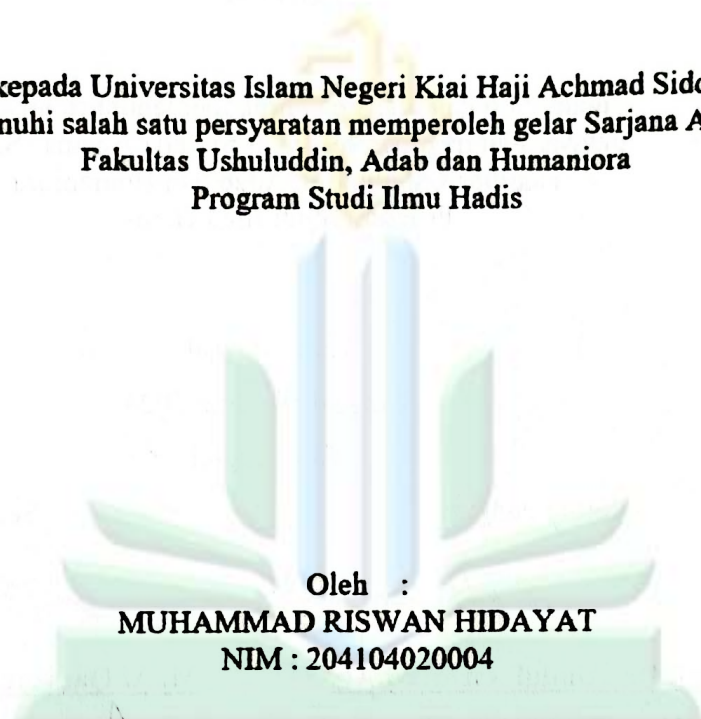 kepada Universitas Islam Negeri Kiai Haji Achmad Sidd
nuhi salah satu persyaratan memperoleh gelar Sarjana A
Fakultas Ushuluddin, Adab dan Humaniora
Program Studi Ilmu Hadis
Oleh :
MUHAMMAD RISWAN HIDAYAT
NIM : 204104020004